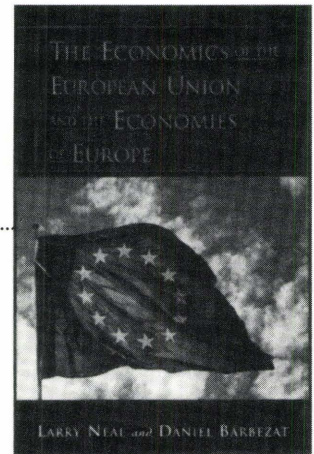 THE ECONOMICS OF THE
EUROPEAN UNION
AND THE ECONOMIES
OF EUROPE
LARRY NEAL and DANIEL BARBEZAT